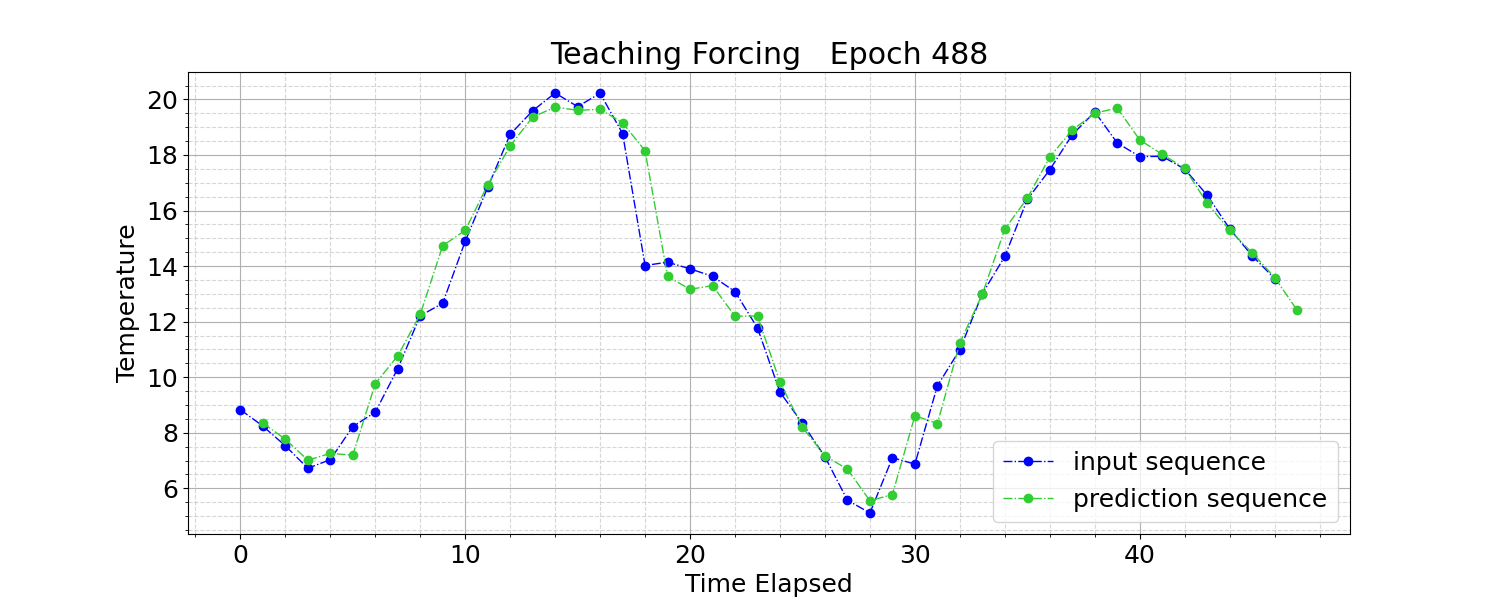 Teaching Forcing   Epoch 488
Temperature
20
18
16
14
12
10
8
6
0 10 20 30 40
Time Elapsed
input sequence
prediction sequence